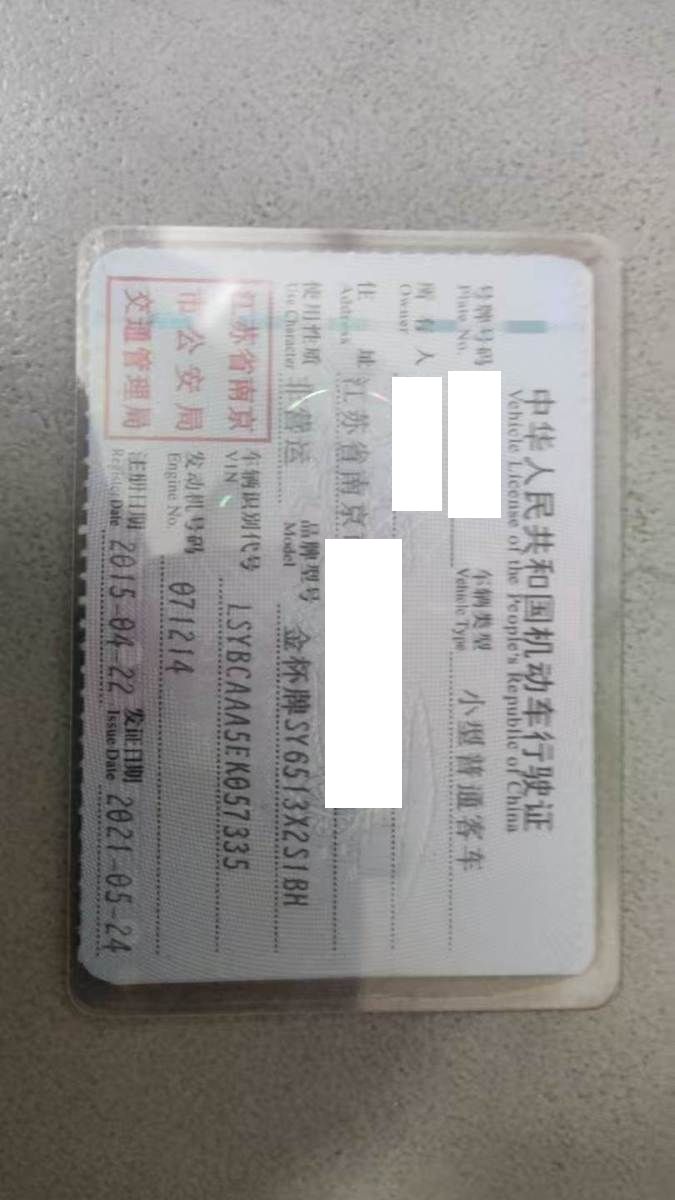 中华人民共和国机动车行驶证
Vehicle License of the People's Republic of China
号牌号码
Plate No.
车辆类型 小型普通客车
Vehicle Type
所有人
Owner
住址 江苏省南京
Address
使用性质 非营运
Use Character
品牌型号 金杯牌SY6513X2S1BH
Model
江苏省南京
市公安局
交通管理局
车辆识别代号 LSYBCAAA5EK057335
VIN
发动机号码 071214
Engine No.
注册日期 2015-04-22
Register Date
发证日期 2021-05-24
Issue Date